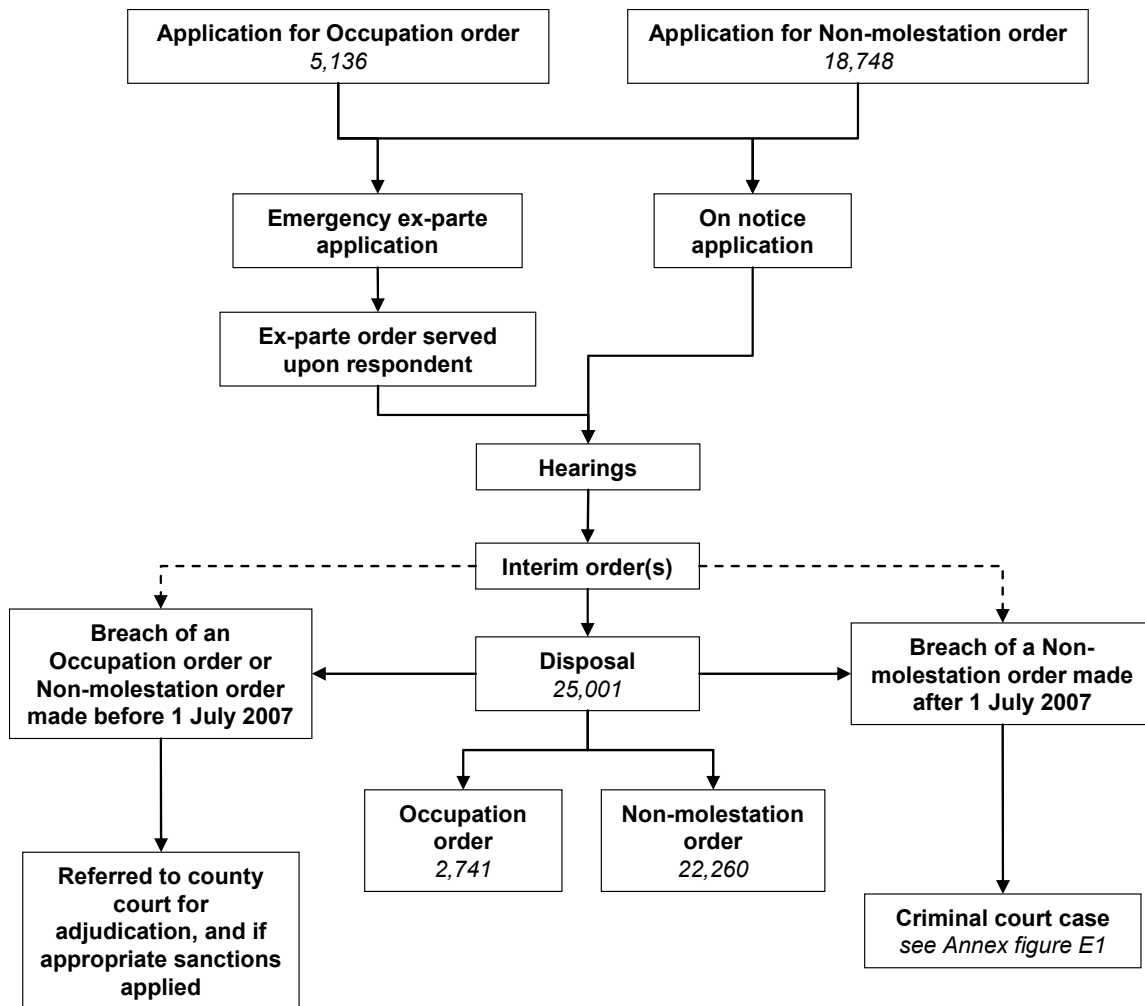 Application for Occupation order
5,136
Application for Non-molestation order
18,748
Emergency ex-parte
application
On notice
application
Ex-parte order served
upon respondent
Hearings
Interim order(s)
Breach of an
Occupation order or
Non-molestation order
made before 1 July 2007
Disposal
25,001
Breach of a Non-
molestation order made
after 1 July 2007
Occupation
order
2,741
Non-molestation
order
22,260
Referred to county
court for
adjudication, and if
appropriate sanctions
applied
Criminal court case
see Annex figure E1